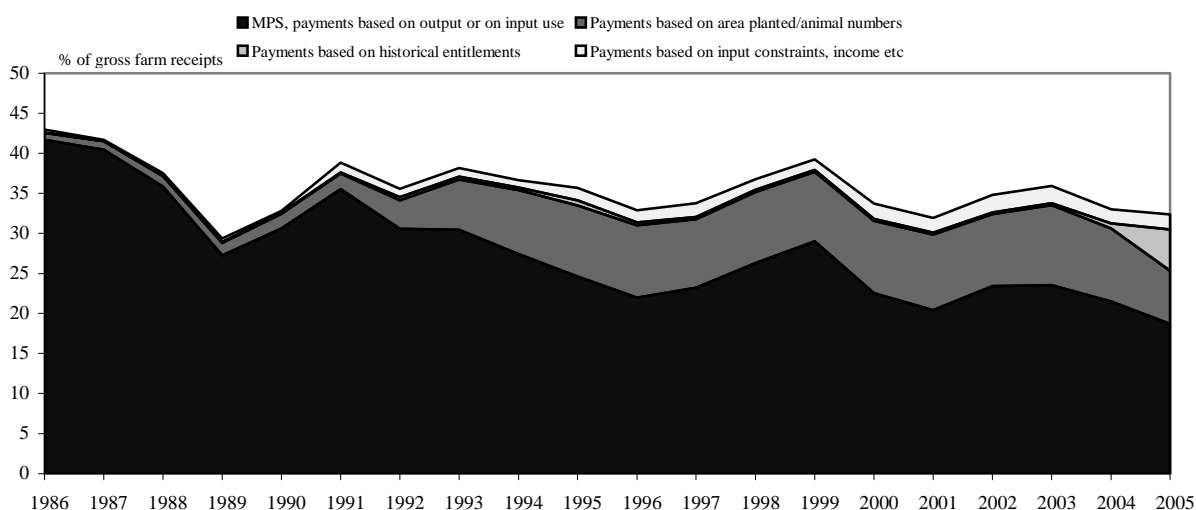 MPS, payments based on output or on input use Payments based on area planted/animal numbers
Payments based on historical entitlements Payments based on input constraints, income etc
% of gross farm receipts
50
45
40
35
30
25
20
15
10
5
0
1986 1987 1988 1989 1990 1991 1992 1993 1994 1995 1996 1997 1998 1999 2000 2001 2002 2003 2004 2005